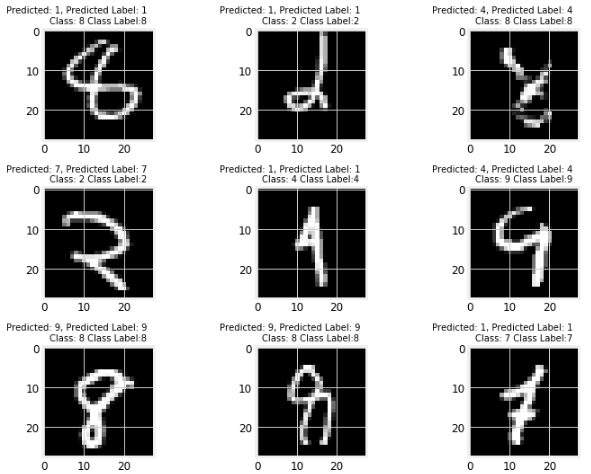 Predicted: 1, Predicted Label: 1
Class: 8 Class Label:8
Predicted: 1, Predicted Label: 1
Class: 2 Class Label:2
Predicted: 4, Predicted Label: 4
Class: 8 Class Label:8
0
10
20
0 10 20
0
10
20
0 10 20
0
10
20
0 10 20
Predicted: 7, Predicted Label: 7
Class: 2 Class Label:2
Predicted: 1, Predicted Label: 1
Class: 4 Class Label:4
Predicted: 4, Predicted Label: 4
Class: 9 Class Label:9
0
10
20
0 10 20
0
10
20
0 10 20
0
10
20
0 10 20
Predicted: 9, Predicted Label: 9
Class: 8 Class Label:8
Predicted: 9, Predicted Label: 9
Class: 8 Class Label:8
Predicted: 1, Predicted Label: 1
Class: 7 Class Label:7
0
10
20
0 10 20
0
10
20
0 10 20
0
10
20
0 10 20